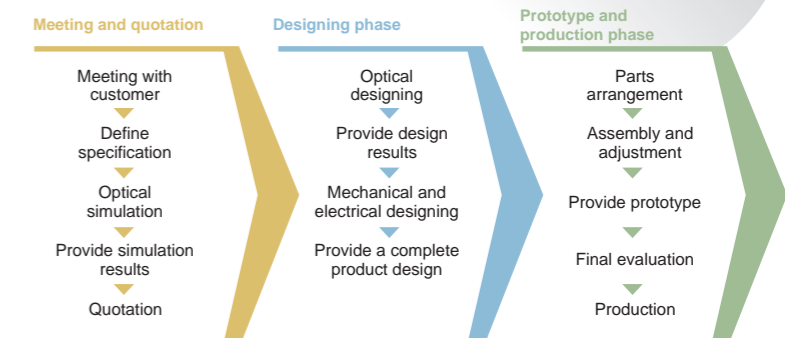 Meeting and quotation
Meeting with
customer
Define
specification
Optical
simulation
Provide simulation
results
Quotation
Designing phase
Optical
designing
Provide design
results
Mechanical and
electrical designing
Provide a complete
product design
Prototype and
production phase
Parts
arrangement
Assembly and
adjustment
Provide prototype
Final evaluation
Production